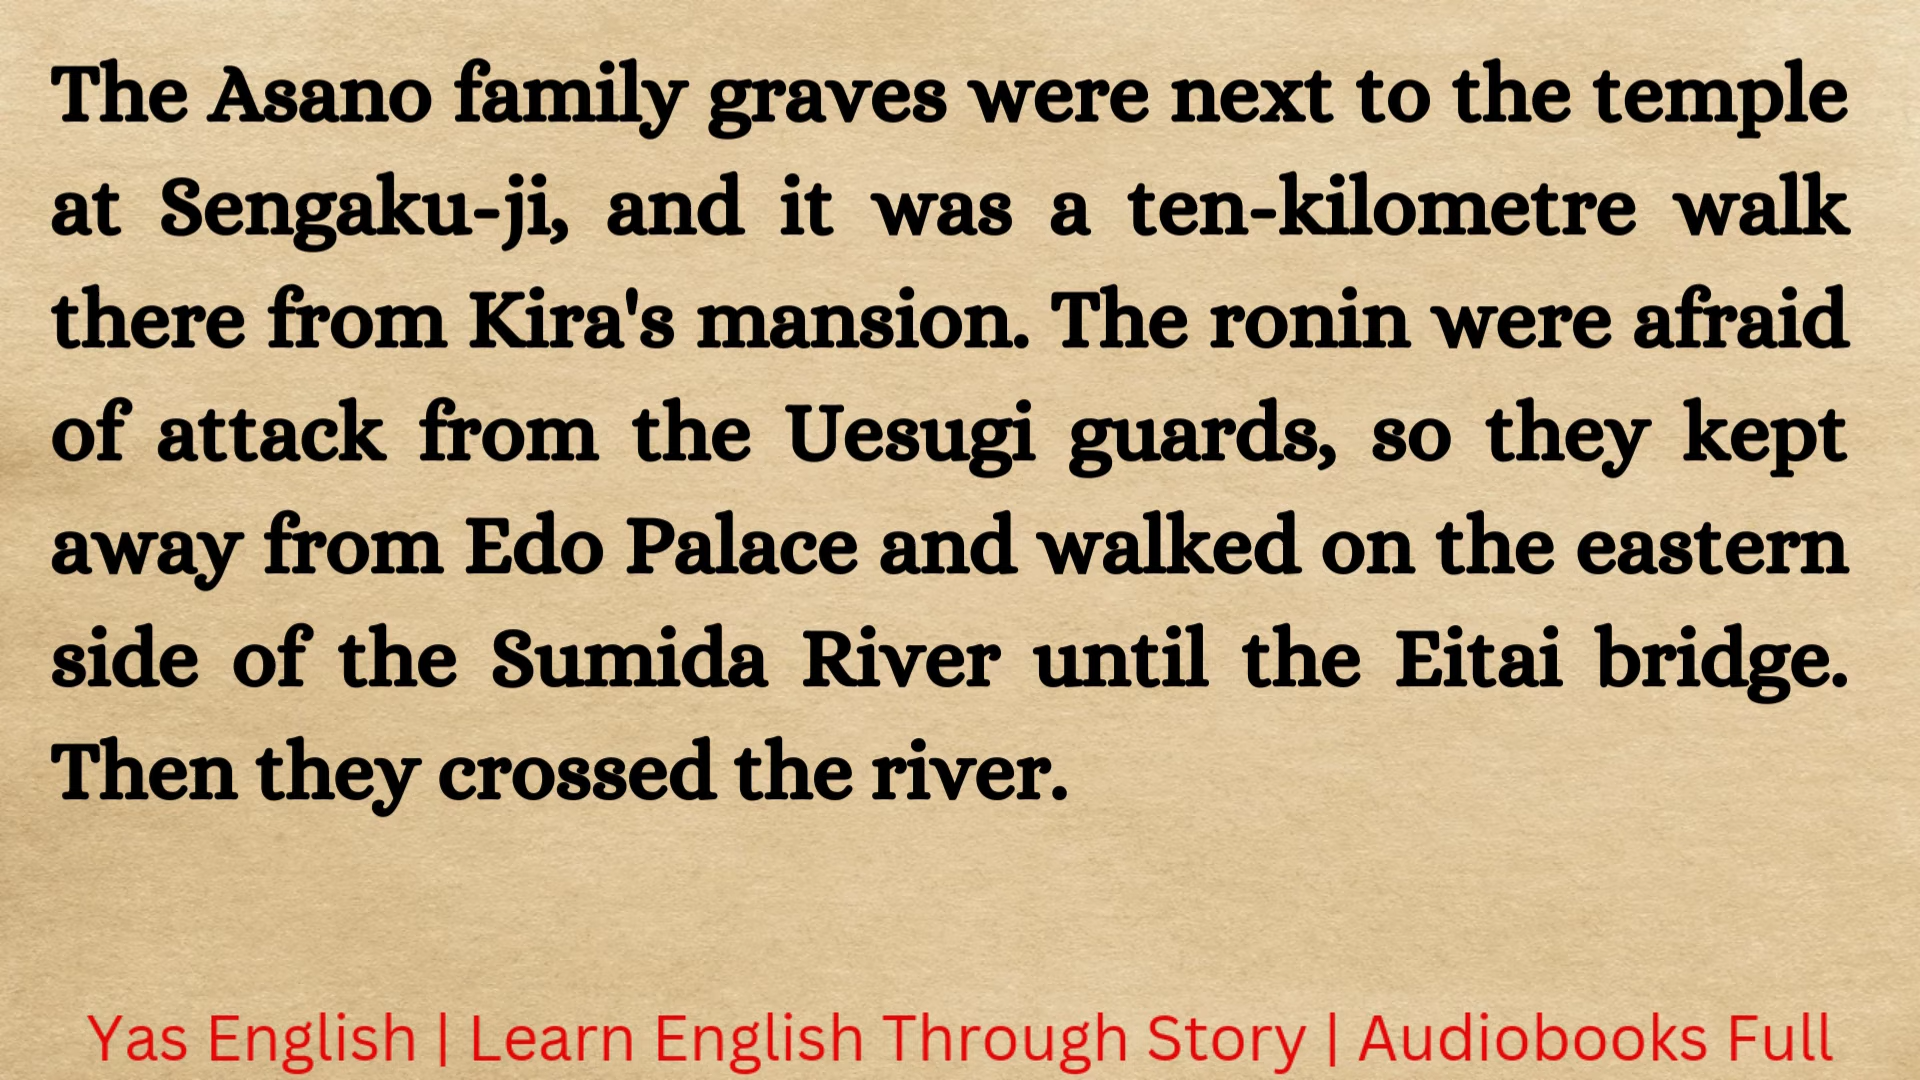 The Asano family graves were next to the temple
at Sengaku-ji, and it was a ten-kilometre walk
there from Kira's mansion. The ronin were afraid
of attack from the Uesugi guards, so they kept
away from Edo Palace and walked on the eastern
side of the Sumida River until the Eitai bridge.
Then they crossed the river.
Yas English | Learn English Through Story | Audiobooks Full